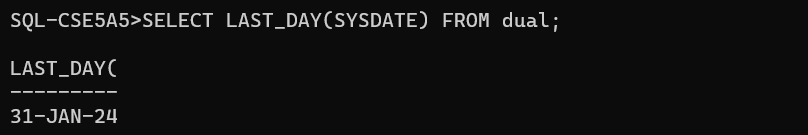 SQL-CSE5A5>SELECT LAST_DAY(SYSDATE) FROM dual;
LAST_DAY(
---------
31-JAN-24